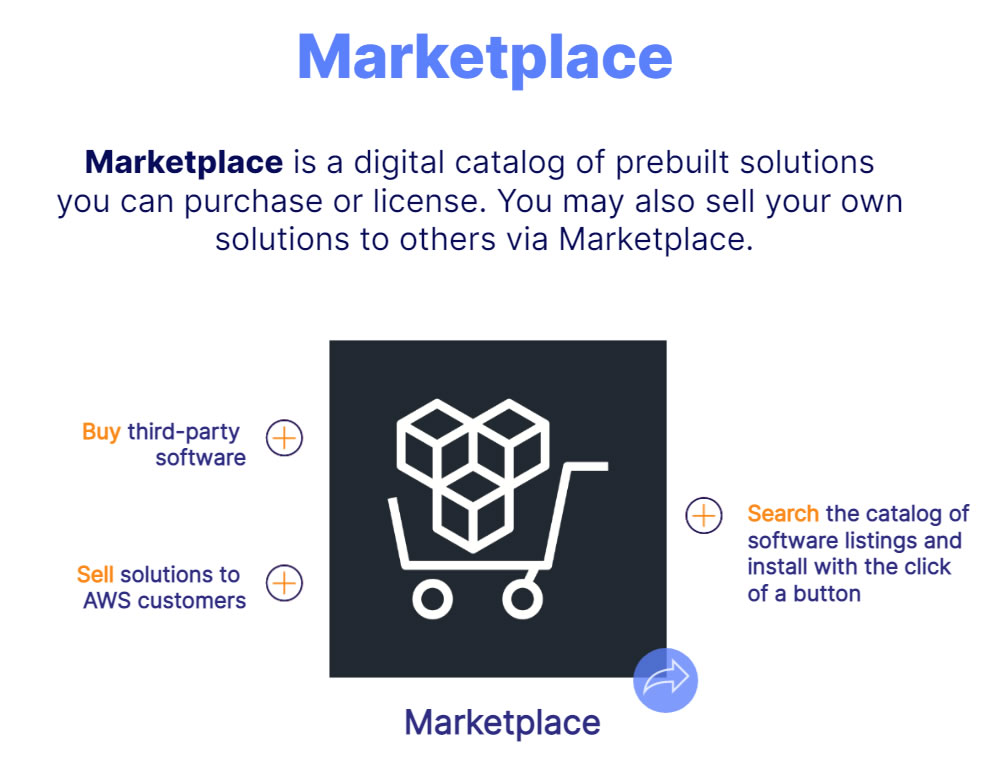 Marketplace
Marketplace is a digital catalog of prebuilt solutions
you can purchase or license. You may also sell your own
solutions to others via Marketplace.
Buy third-party
software
Sell solutions to
AWS customers
Search the catalog of
software listings and
install with the click
of a button
Marketplace